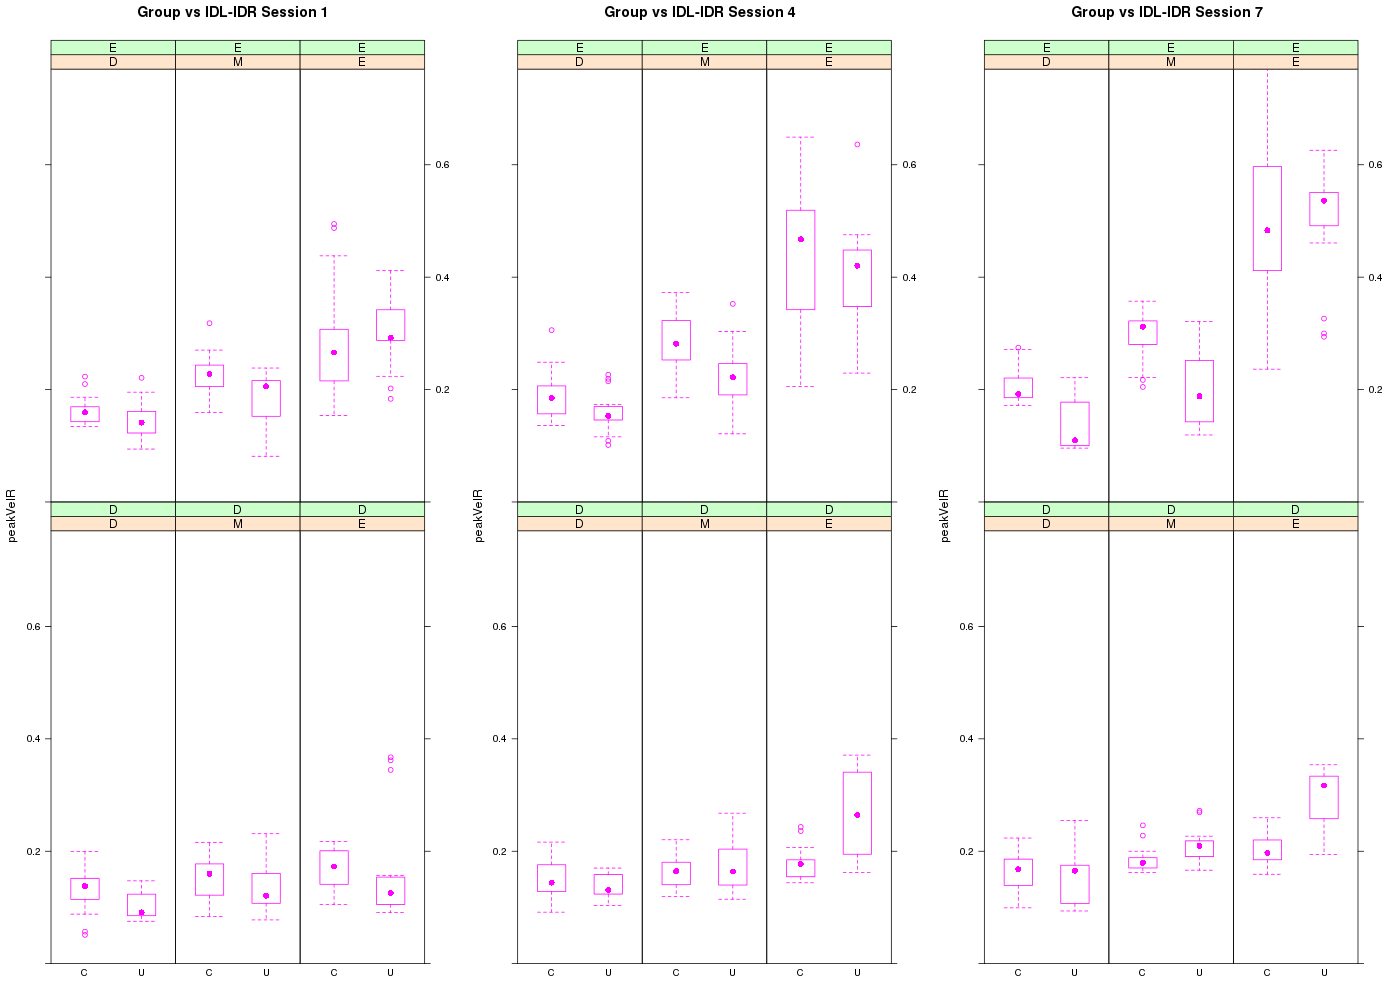 Group vs IDL-IDR Session 1 Group vs IDL-IDR Session 4 Group vs IDL-IDR Session 7
E E E E E E E E E
D M E D M E D M E
0.6 0.6 0.6
0.4 0.4 0.4
0.2 0.2 0.2
peakVelR peakVelR peakVelR
D D D D D D D D D
D M E D M E D M E
0.6 0.6 0.6
0.4 0.4 0.4
0.2 0.2 0.2
C U C U C U C U C U C U C U C U C U